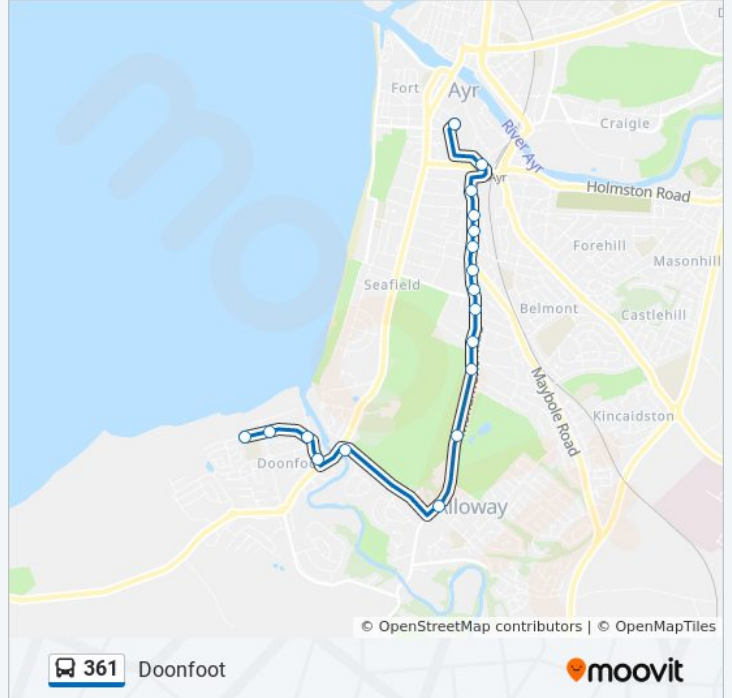 Fort
Ayr
Craigie
River Ayr
Ayr
Holmston Road
Forehill
Masonhill
Seafield
Belmont
Castlehill
Maybole Road
Kincaidston
Doonfoot
Alloway
© OpenStreetMap contributors | © OpenMapTiles
361 Doonfoot
moovit